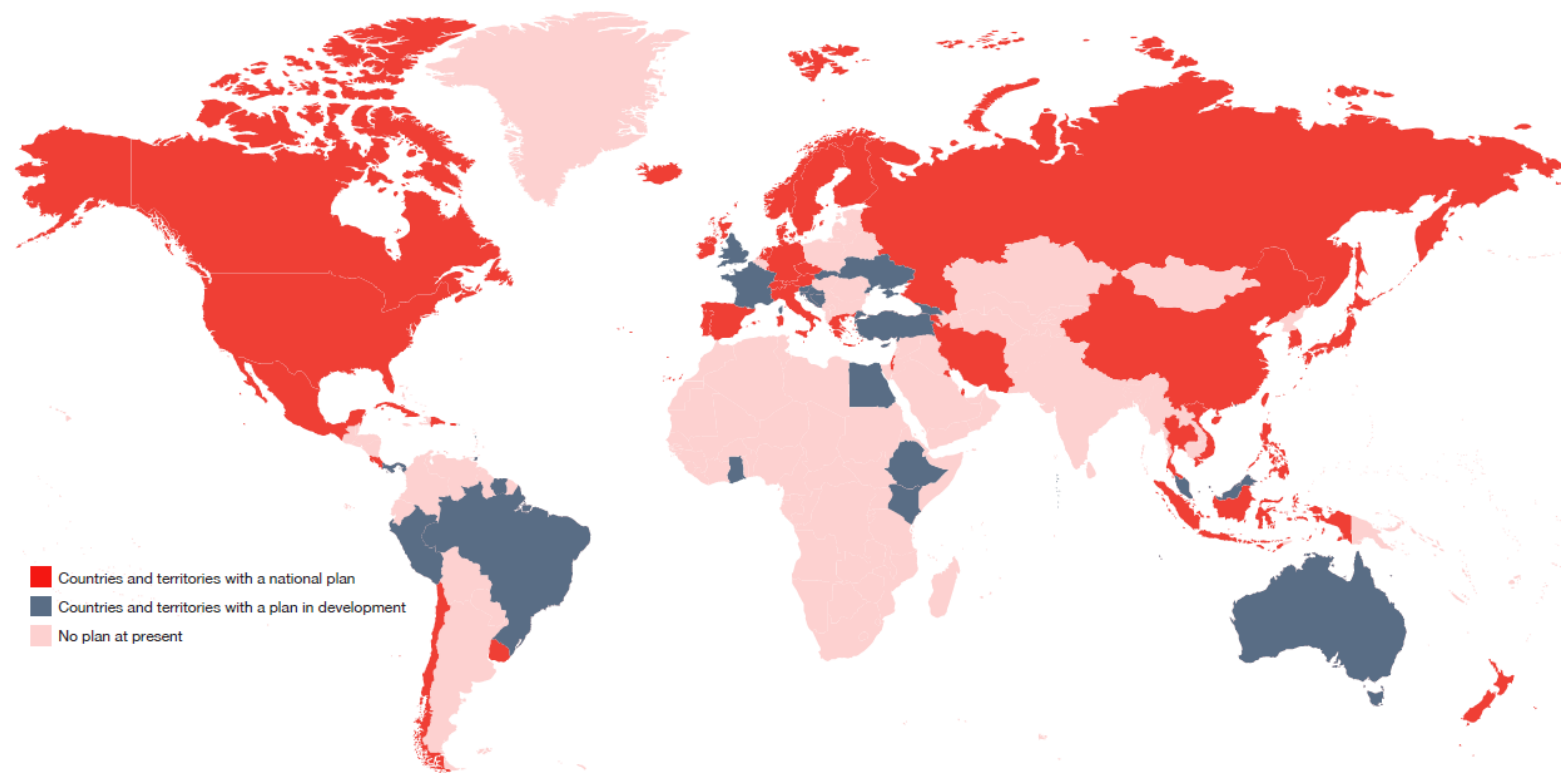 Countries and territories with a national plan
Countries and territories with a plan in development
No plan at present